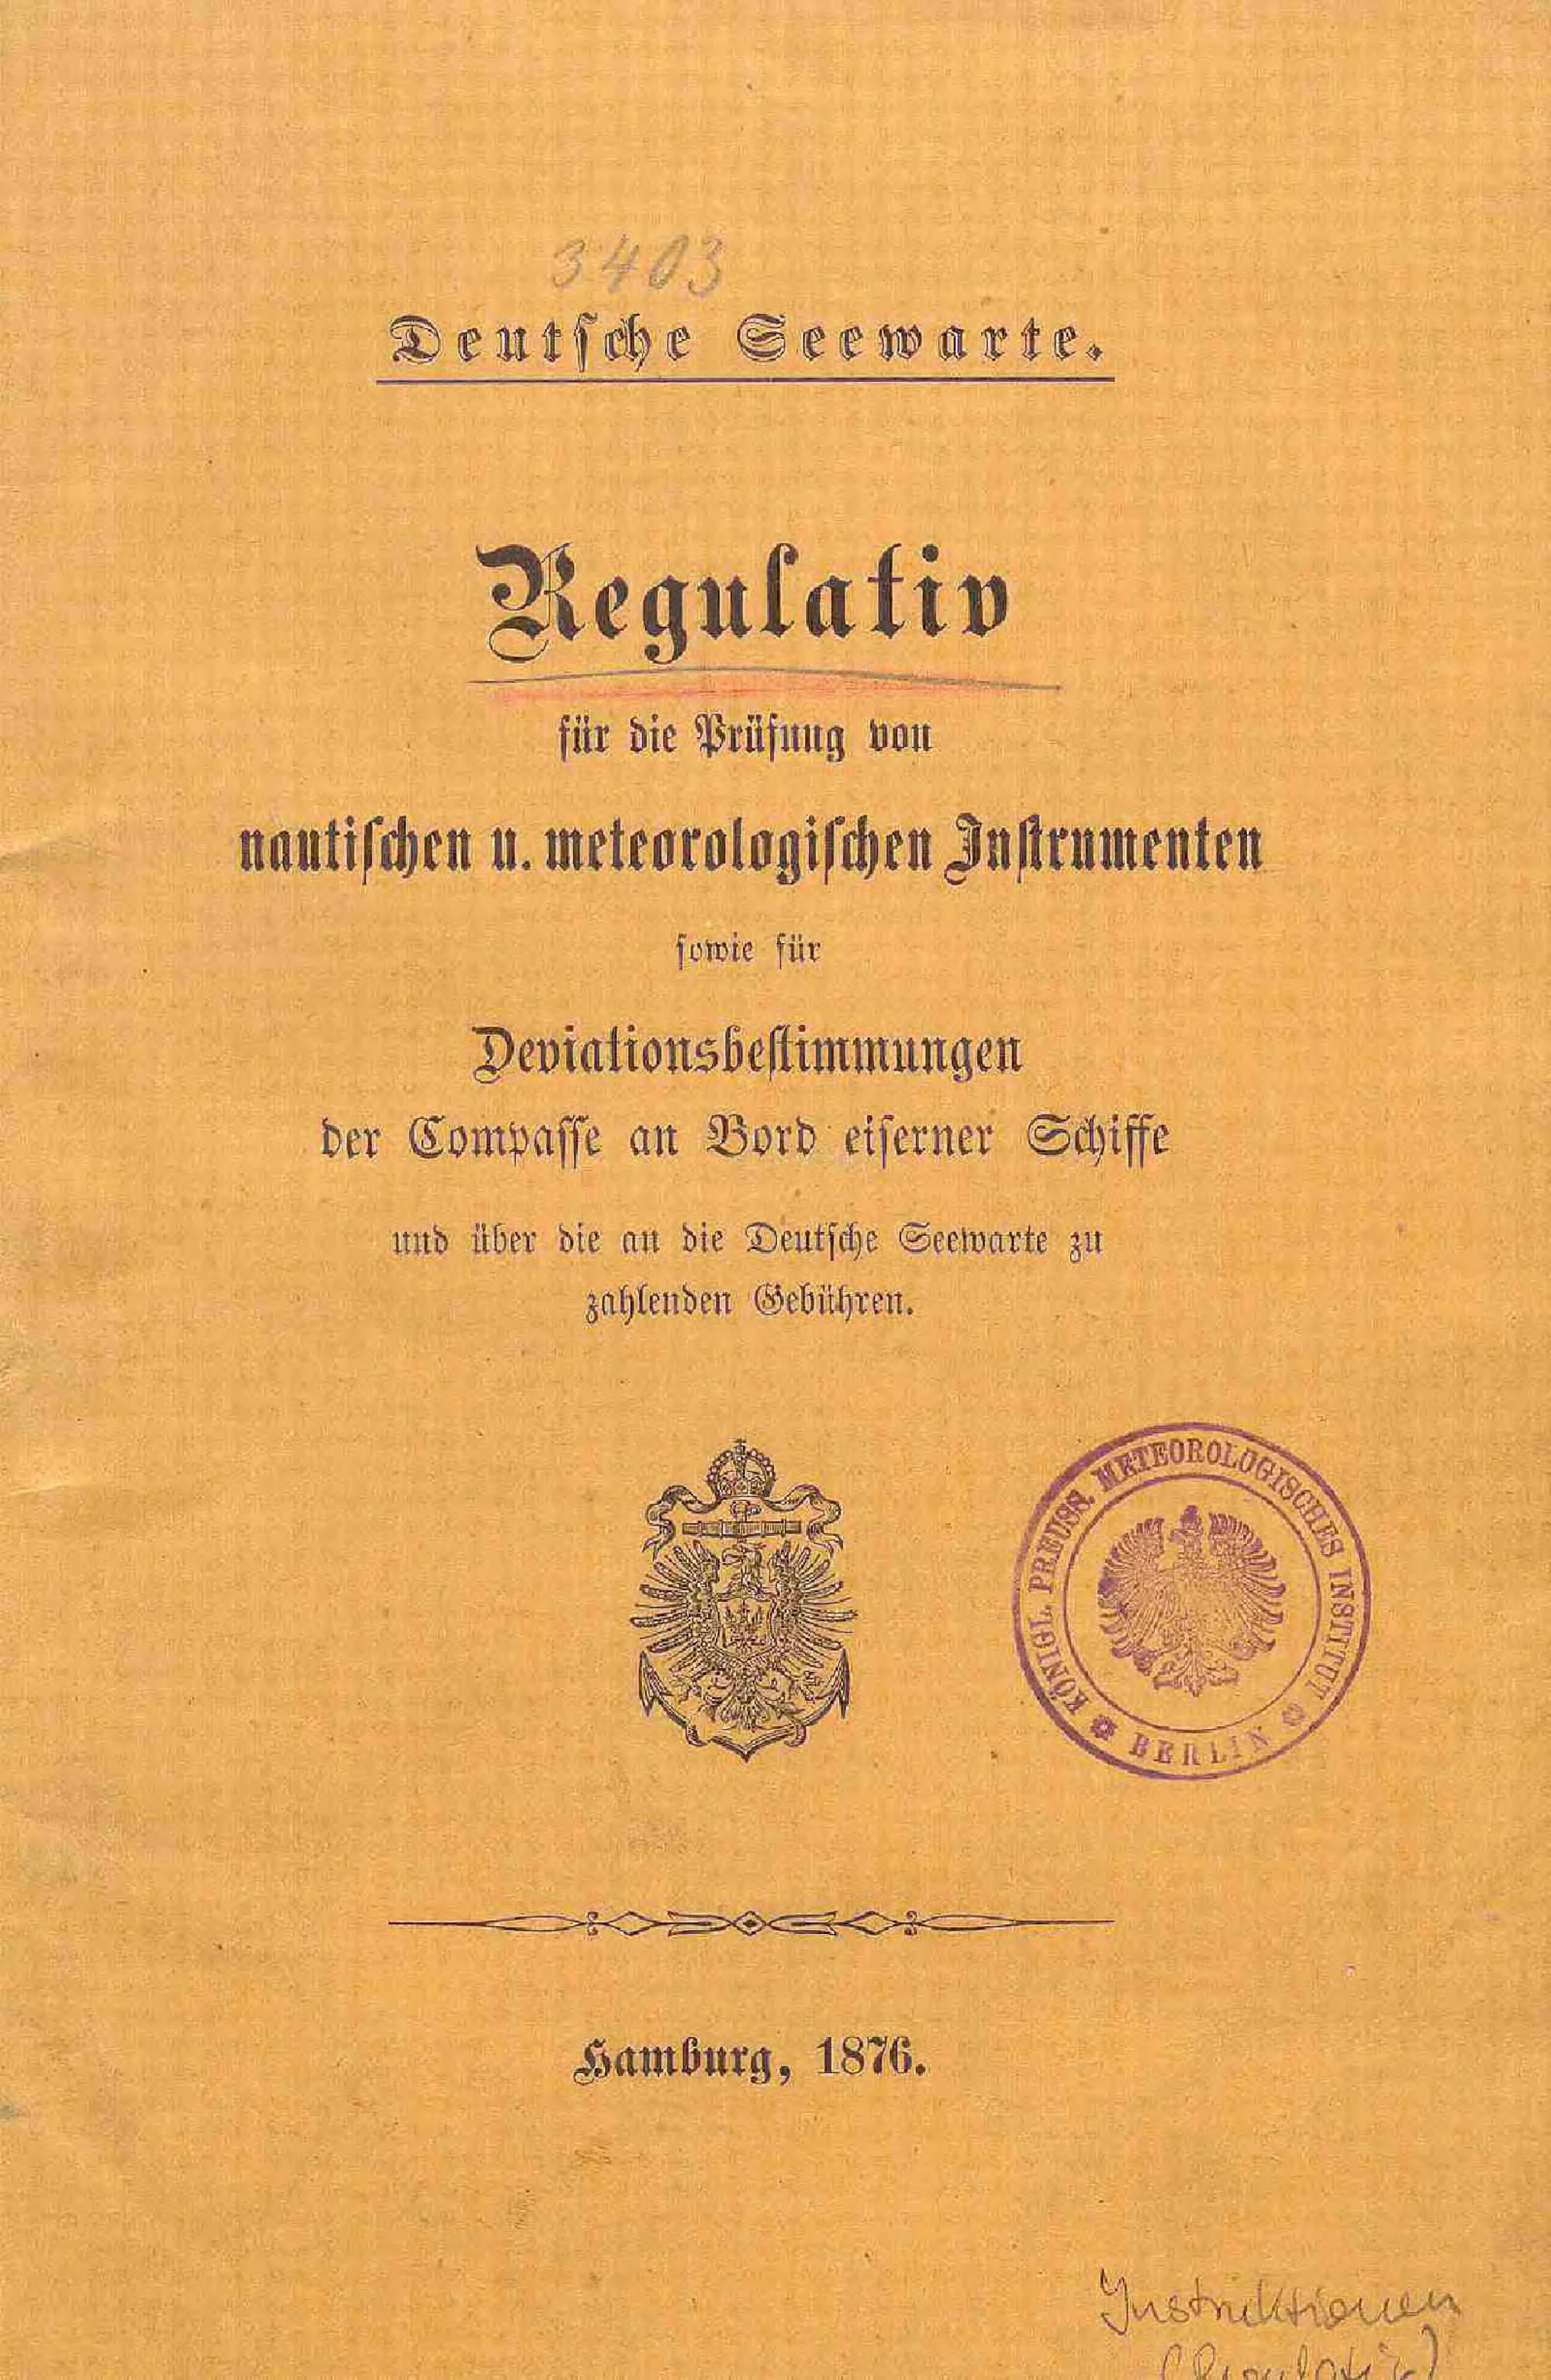 3403
Deutsche Seewarte.
Regulativ
für die Prüfung von
nautischen u. meteorologischen Instrumenten
sowie für
Deviationsbestimmungen
der Compasse an Bord eiserner Schiffe
und über die an die Deutsche Seewarte zu
zahlenden Gebühren.
KÖNIGL. PREUSS. METEOROLOGISCHES INSTITUT
BERLIN
Hamburg, 1876.
Instruktionen